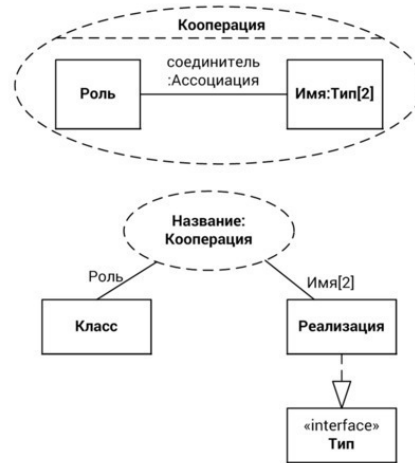 Кооперация
соединитель
:Ассоциация
Роль
Имя:Тип[2]
Название:
Кооперация
Роль
Имя[2]
Класс
Реализация
«interface»
Тип